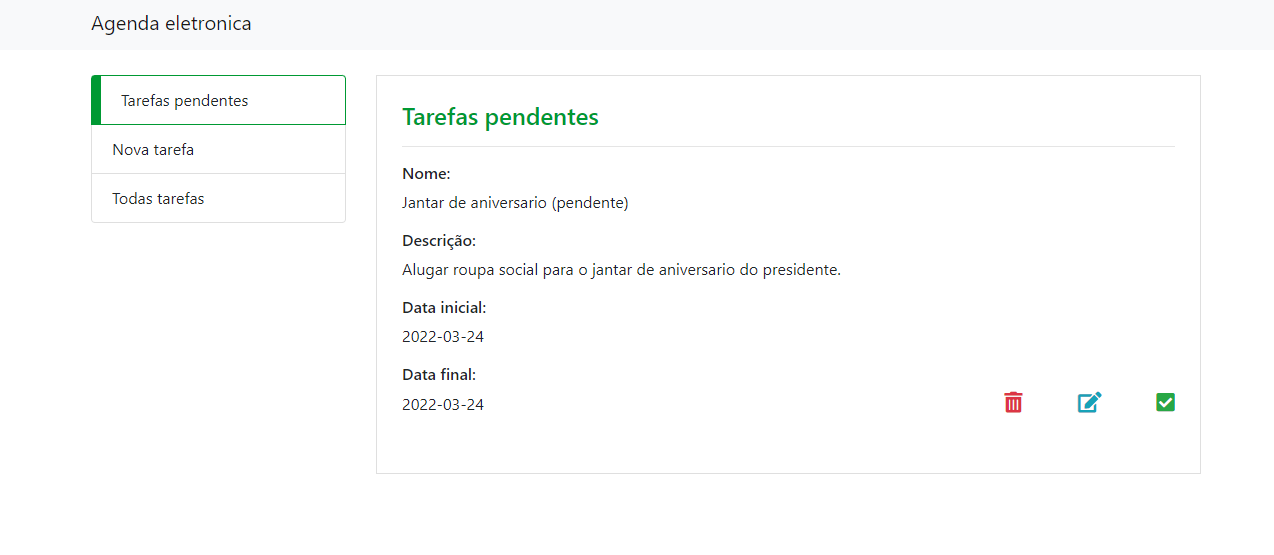 Agenda eletronica
Tarefas pendentes
Nova tarefa
Todas tarefas
Tarefas pendentes
Nome:
Jantar de aniversario (pendente)
Descrição:
Alugar roupa social para o jantar de aniversario do presidente.
Data inicial:
2022-03-24
Data final:
2022-03-24